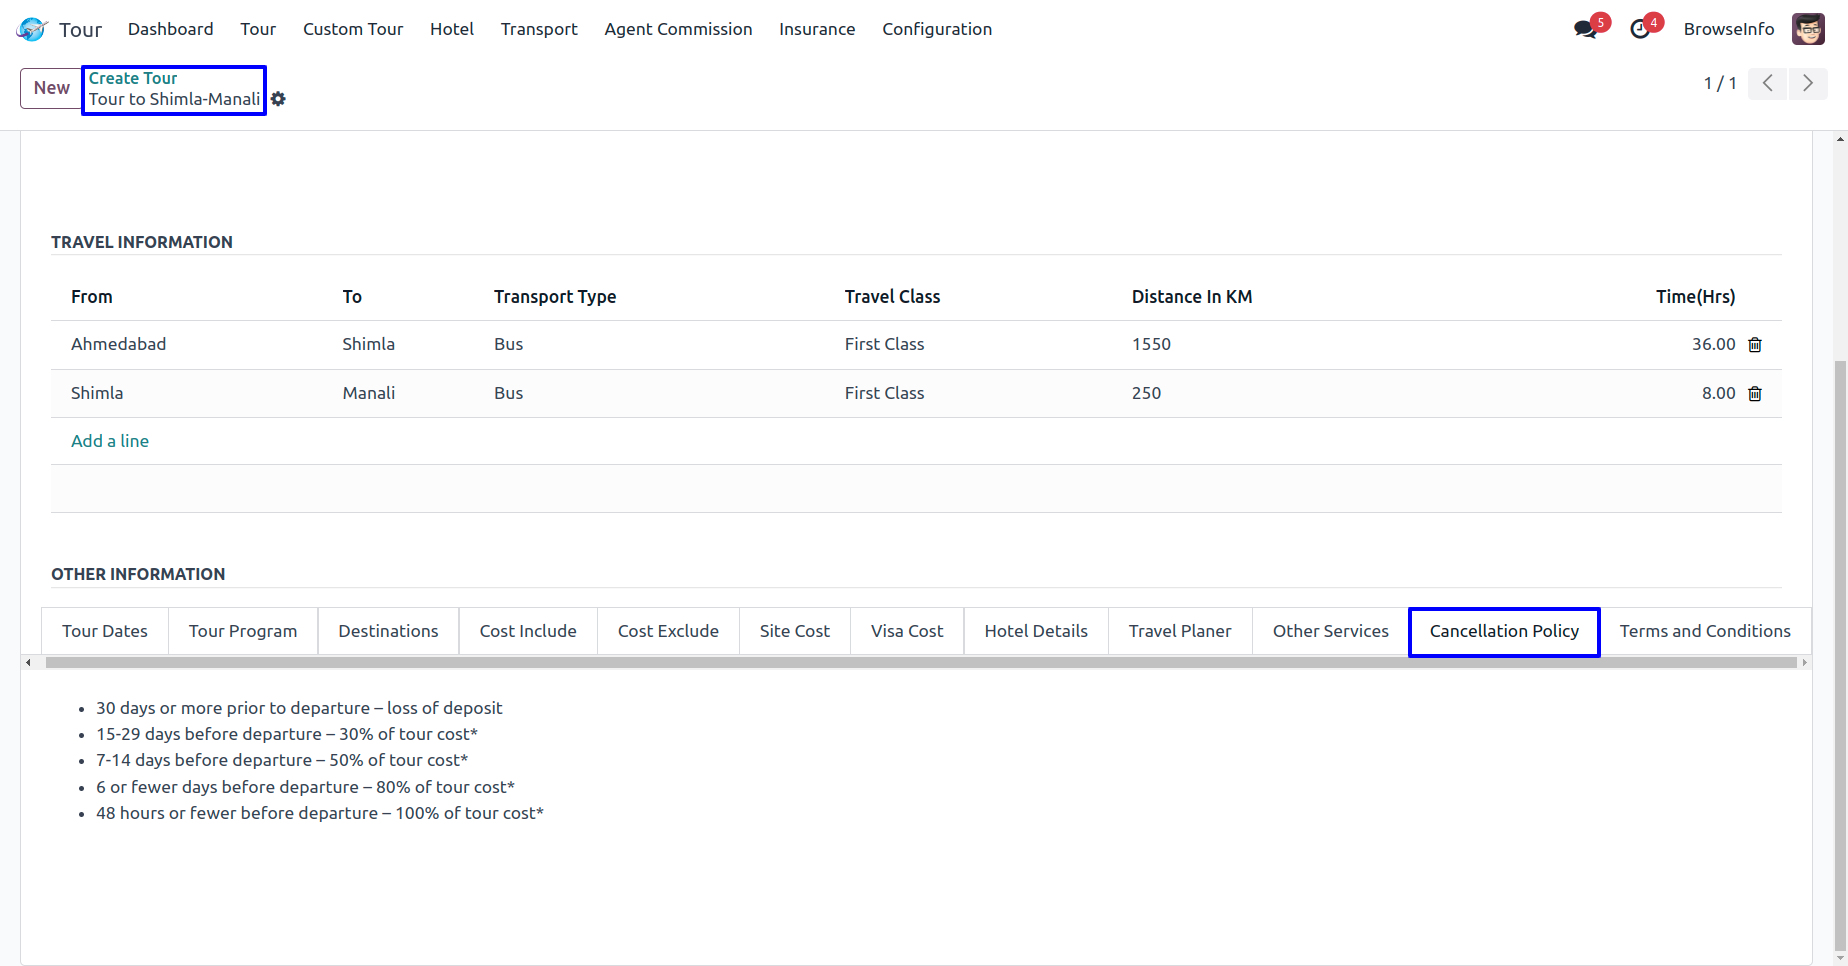 Tour Dashboard Tour Custom Tour Hotel Transport Agent Commission Insurance Configuration 5 4 BrowseInfo
New Create Tour 1 / 1
Tour to Shimla-Manali
TRAVEL INFORMATION
From To Transport Type Travel Class Distance In KM Time(Hrs)
Ahmedabad Shimla Bus First Class 1550 36.00
Shimla Manali Bus First Class 250 8.00
Add a line
OTHER INFORMATION
Tour Dates Tour Program Destinations Cost Include Cost Exclude Site Cost Visa Cost Hotel Details Travel Planer Other Services Cancellation Policy Terms and Conditions
• 30 days or more prior to departure – loss of deposit
• 15-29 days before departure – 30% of tour cost*
• 7-14 days before departure – 50% of tour cost*
• 6 or fewer days before departure – 80% of tour cost*
• 48 hours or fewer before departure – 100% of tour cost*